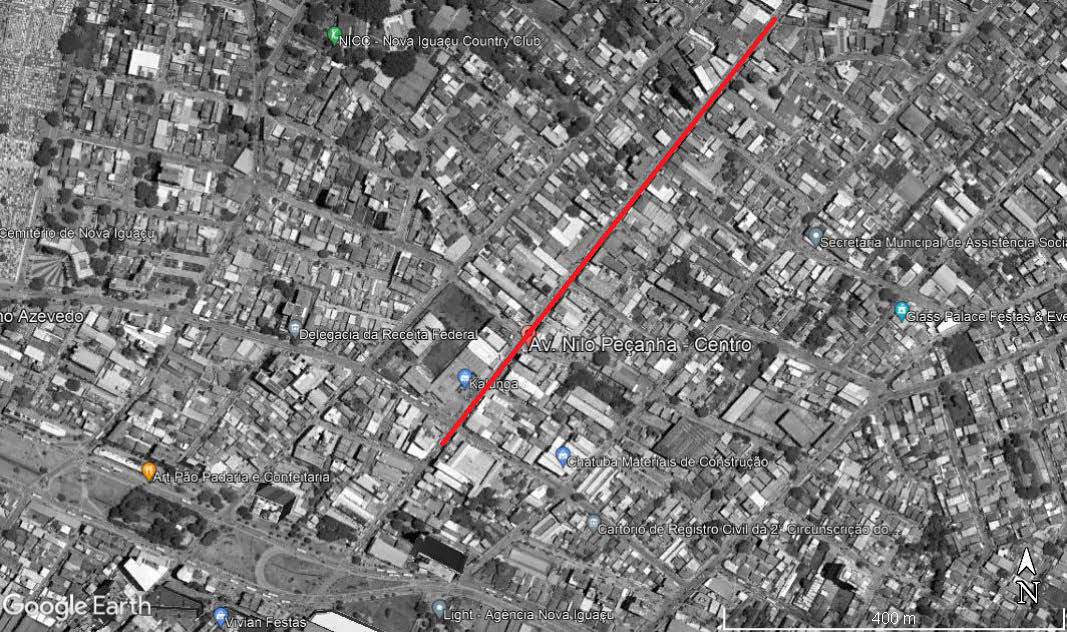 NICC - Nova Iguaçu Country Club
Cemitério de Nova Iguaçu
Secretaria Municipal de Assistência Socia
no Azevedo
Delegacia da Receita Federal
Glass Palace Festas & Eve
Av. Nilo Peçanha - Centro
Kalunga
Chatuba Materiais de Construção
Art Pão Padaria e Confeitaria
Cartório de Registro Civil da 2ª Circunscrição do...
Google Earth
Vivian Festas
Light - Agência Nova Iguaçu
400 m
N